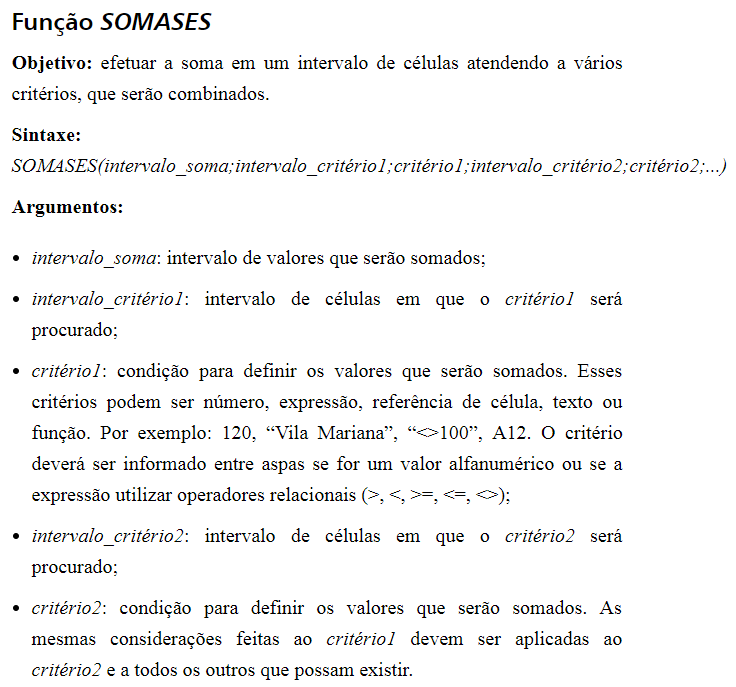 Função SOMASES
Objetivo: efetuar a soma em um intervalo de células atendendo a vários
critérios, que serão combinados.
Sintaxe:
SOMASES(intervalo_soma;intervalo_critério1;critério1;intervalo_critério2;critério2;...)
Argumentos:
• intervalo_soma: intervalo de valores que serão somados;
• intervalo_critério1: intervalo de células em que o critério1 será
procurado;
• critério1: condição para definir os valores que serão somados. Esses
critérios podem ser número, expressão, referência de célula, texto ou
função. Por exemplo: 120, “Vila Mariana”, “<>100”, A12. O critério
deverá ser informado entre aspas se for um valor alfanumérico ou se a
expressão utilizar operadores relacionais (>, <, >=, <=, <>);
• intervalo_critério2: intervalo de células em que o critério2 será
procurado;
• critério2: condição para definir os valores que serão somados. As
mesmas considerações feitas ao critério1 devem ser aplicadas ao
critério2 e a todos os outros que possam existir.